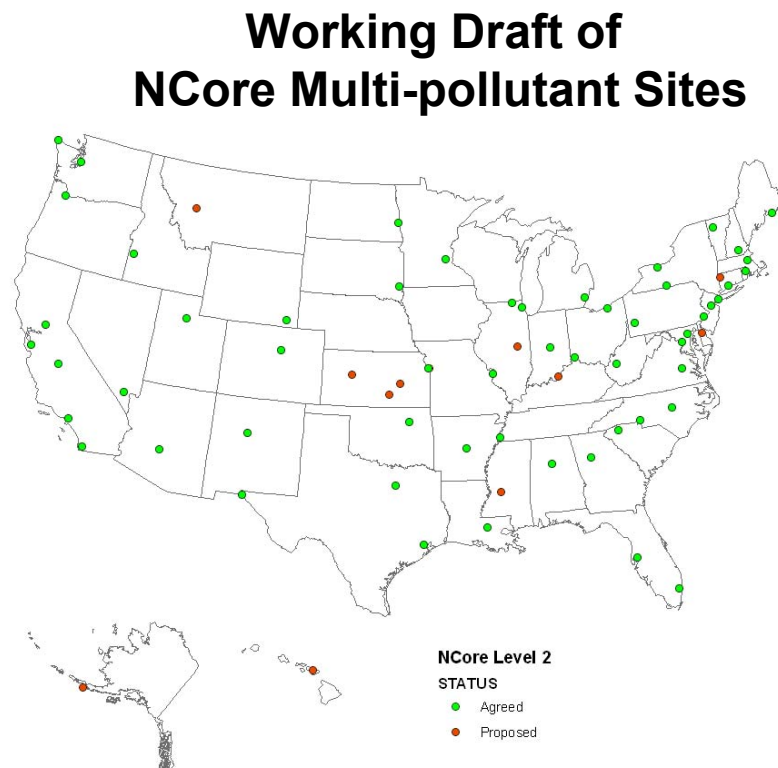 Working Draft of
NCore Multi-pollutant Sites
NCore Level 2
STATUS
Agreed
Proposed